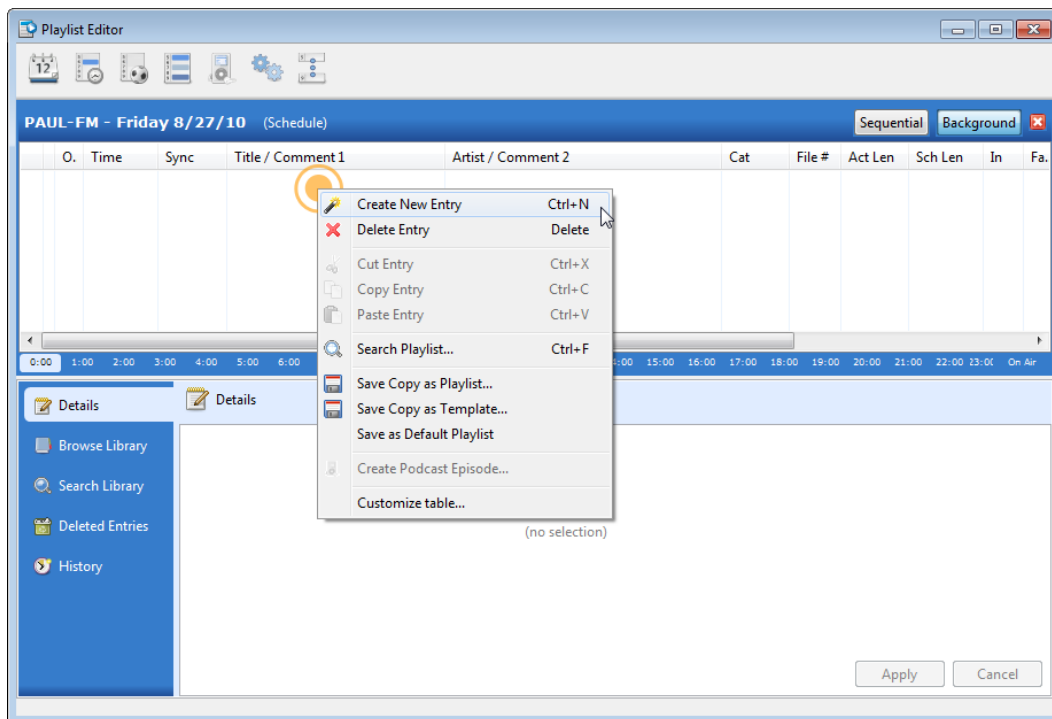 Playlist Editor
12
PAUL-FM - Friday 8/27/10 (Schedule) Sequential Background
O. Time Sync Title / Comment 1 Artist / Comment 2 Cat File # Act Len Sch Len In Fa.
Create New Entry Ctrl+N
Delete Entry Delete
Cut Entry Ctrl+X
Copy Entry Ctrl+C
Paste Entry Ctrl+V
Search Playlist... Ctrl+F
0:00 1:00 2:00 3:00 4:00 5:00 6:00 :00 15:00 16:00 17:00 18:00 19:00 20:00 21:00 22:00 23:0( On Air
Save Copy as Playlist...
Save Copy as Template...
Save as Default Playlist
Create Podcast Episode...
Customize table...
Details
Browse Library
Search Library
Deleted Entries
History
Details
(no selection)
Apply Cancel